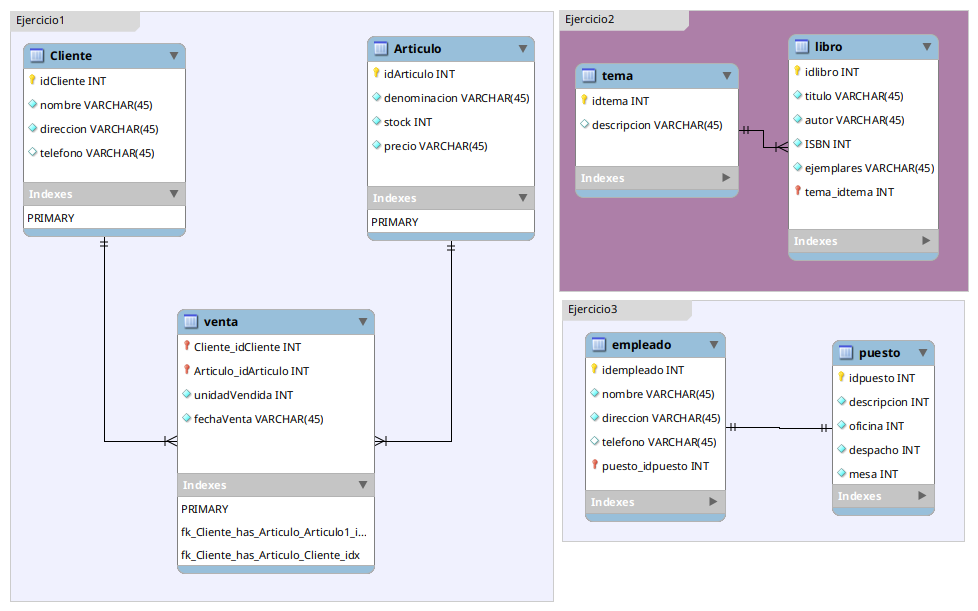 Ejercicio1
Cliente
idCliente INT
nombre VARCHAR(45)
direccion VARCHAR(45)
telefono VARCHAR(45)
Indexes
PRIMARY
Articulo
idArticulo INT
denominacion VARCHAR(45)
stock INT
precio VARCHAR(45)
Indexes
PRIMARY
venta
Cliente_idCliente INT
Articulo_idArticulo INT
unidadVendida INT
fechaVenta VARCHAR(45)
Indexes
PRIMARY
fk_Cliente_has_Articulo_Articulo1_i...
fk_Cliente_has_Articulo_Cliente_idx
Ejercicio2
tema
idtema INT
descripcion VARCHAR(45)
Indexes
libro
idlibro INT
titulo VARCHAR(45)
autor VARCHAR(45)
ISBN INT
ejemplares VARCHAR(45)
tema_idtema INT
Indexes
Ejercicio3
empleado
idempleado INT
nombre VARCHAR(45)
direccion VARCHAR(45)
telefono VARCHAR(45)
puesto_idpuesto INT
Indexes
puesto
idpuesto INT
descripcion INT
oficina INT
despacho INT
mesa INT
Indexes